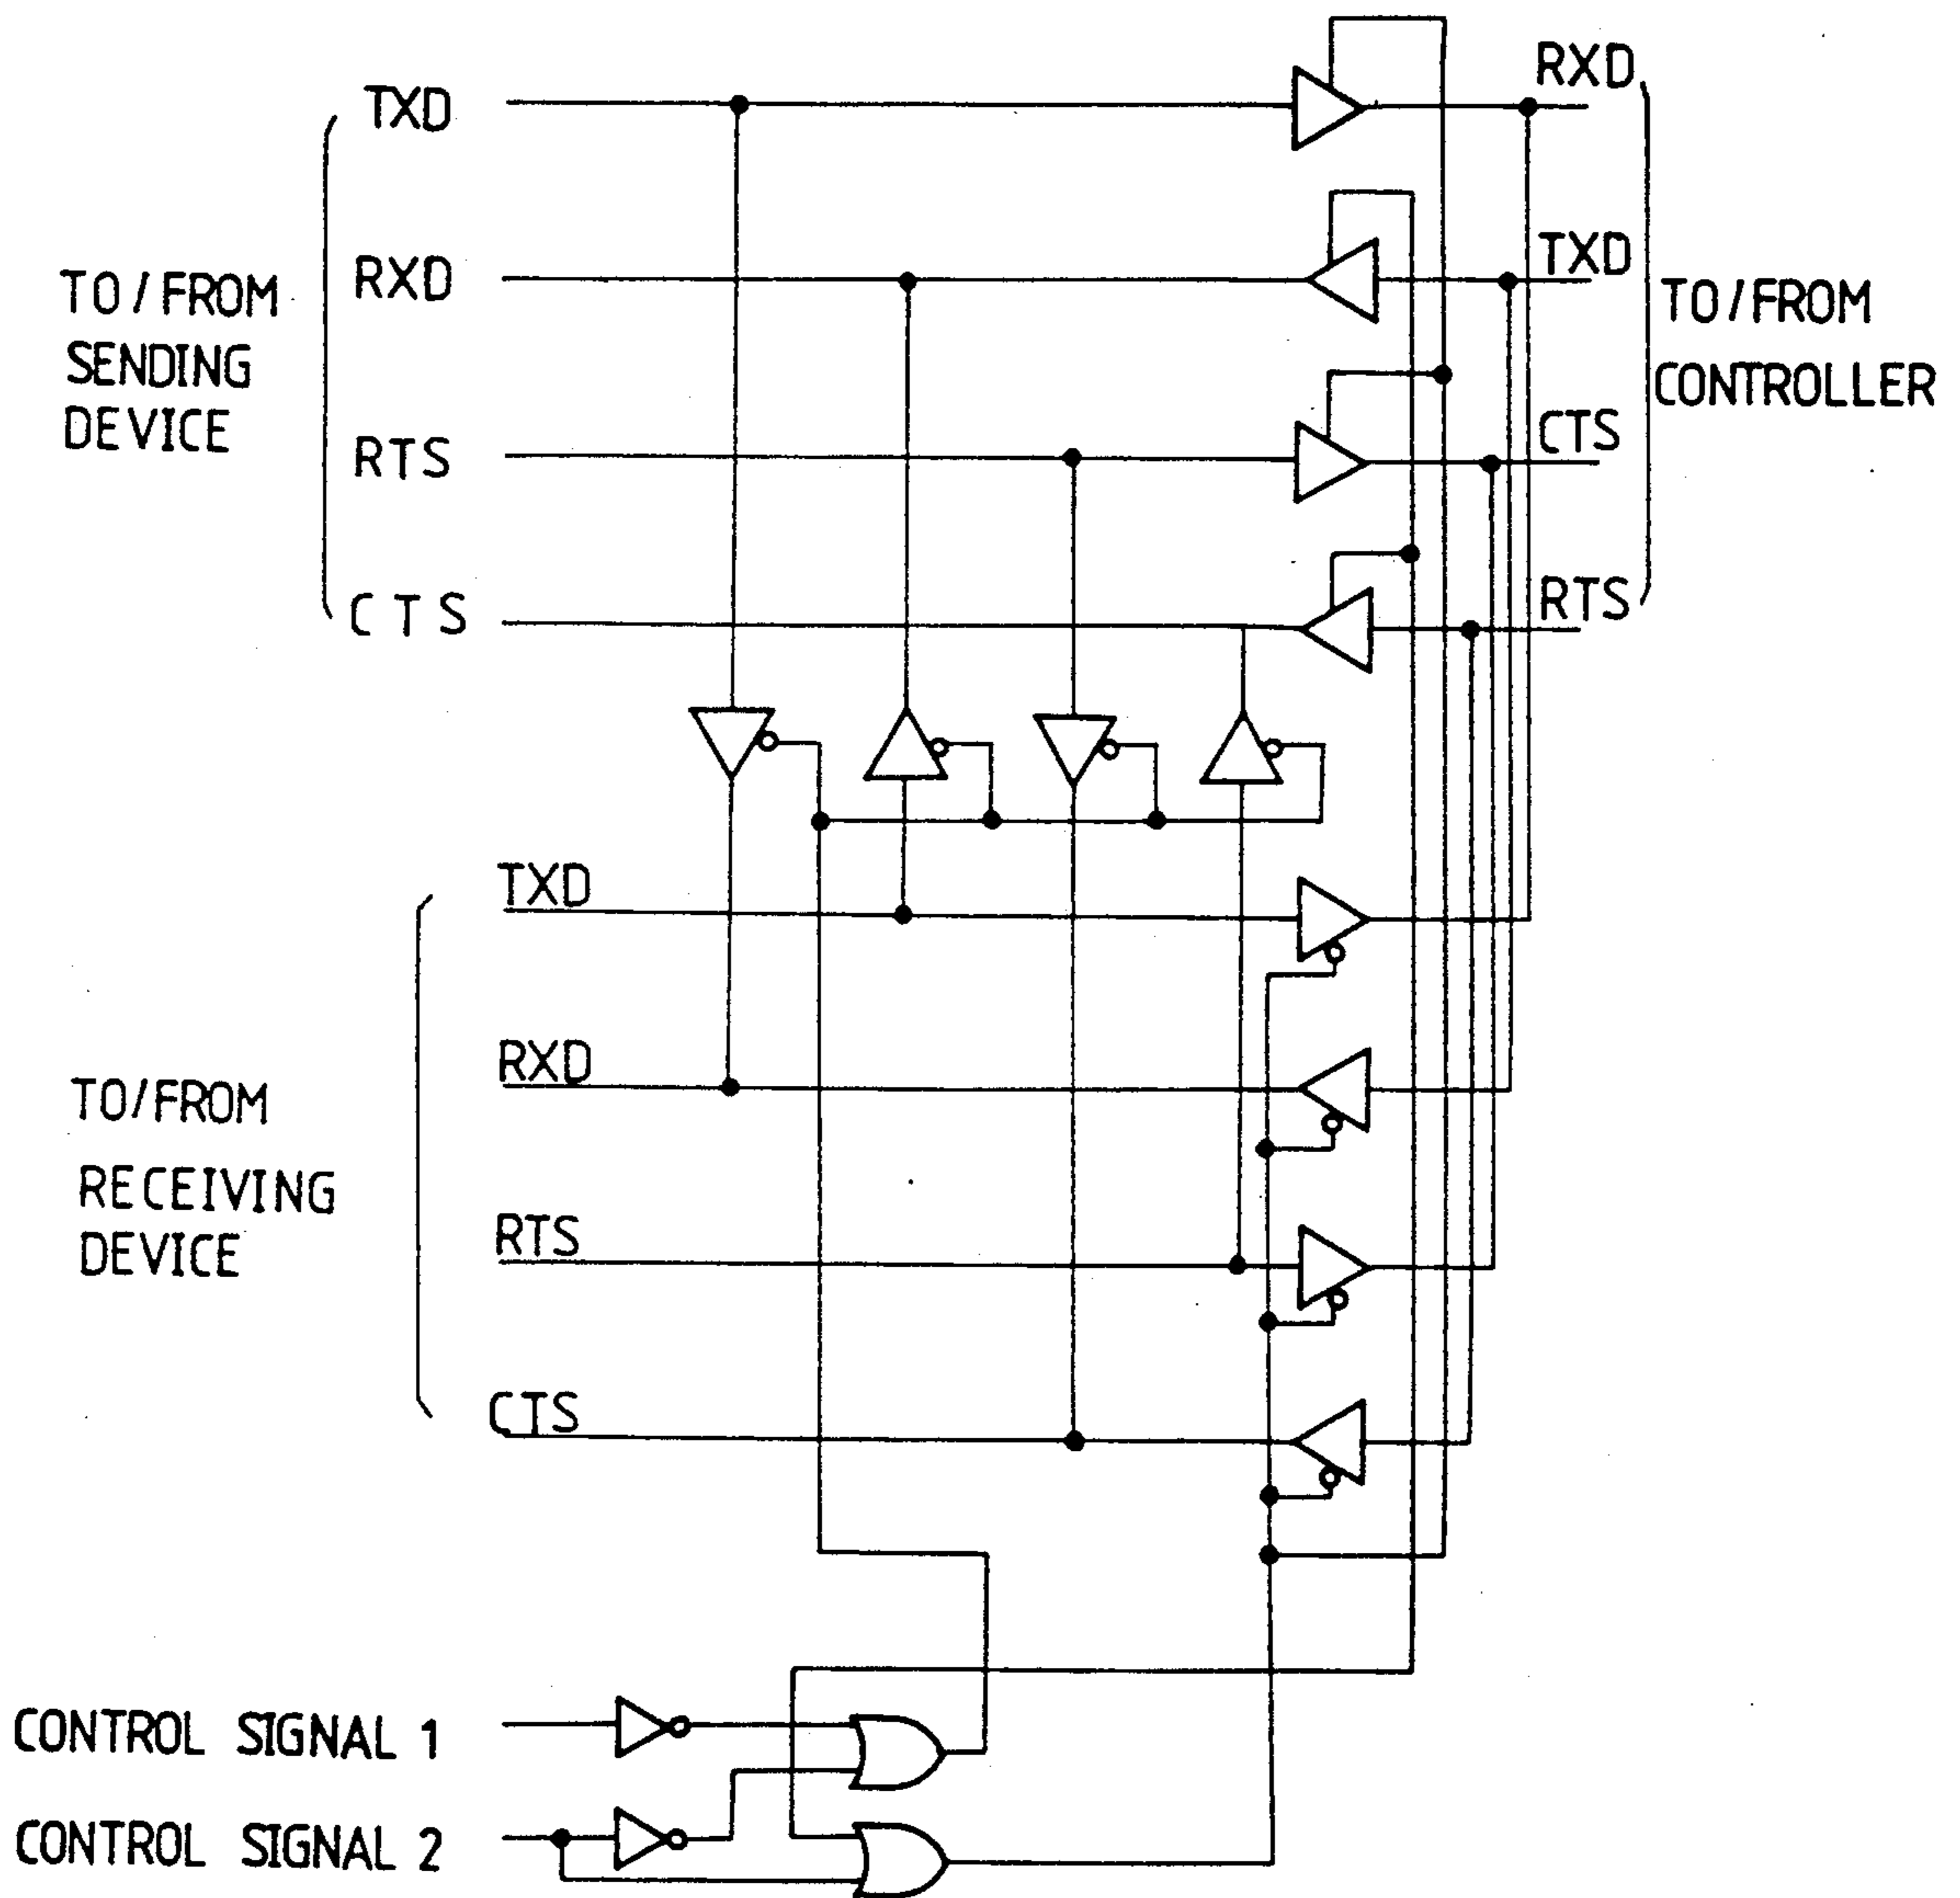 TXD
RXD
RTS
CTS
TO/FROM
SENDING
DEVICE
RXD
TXD
CTS
RTS
TO/FROM
CONTROLLER
TXD
RXD
RTS
CTS
TO/FROM
RECEIVING
DEVICE
CONTROL SIGNAL 1
CONTROL SIGNAL 2